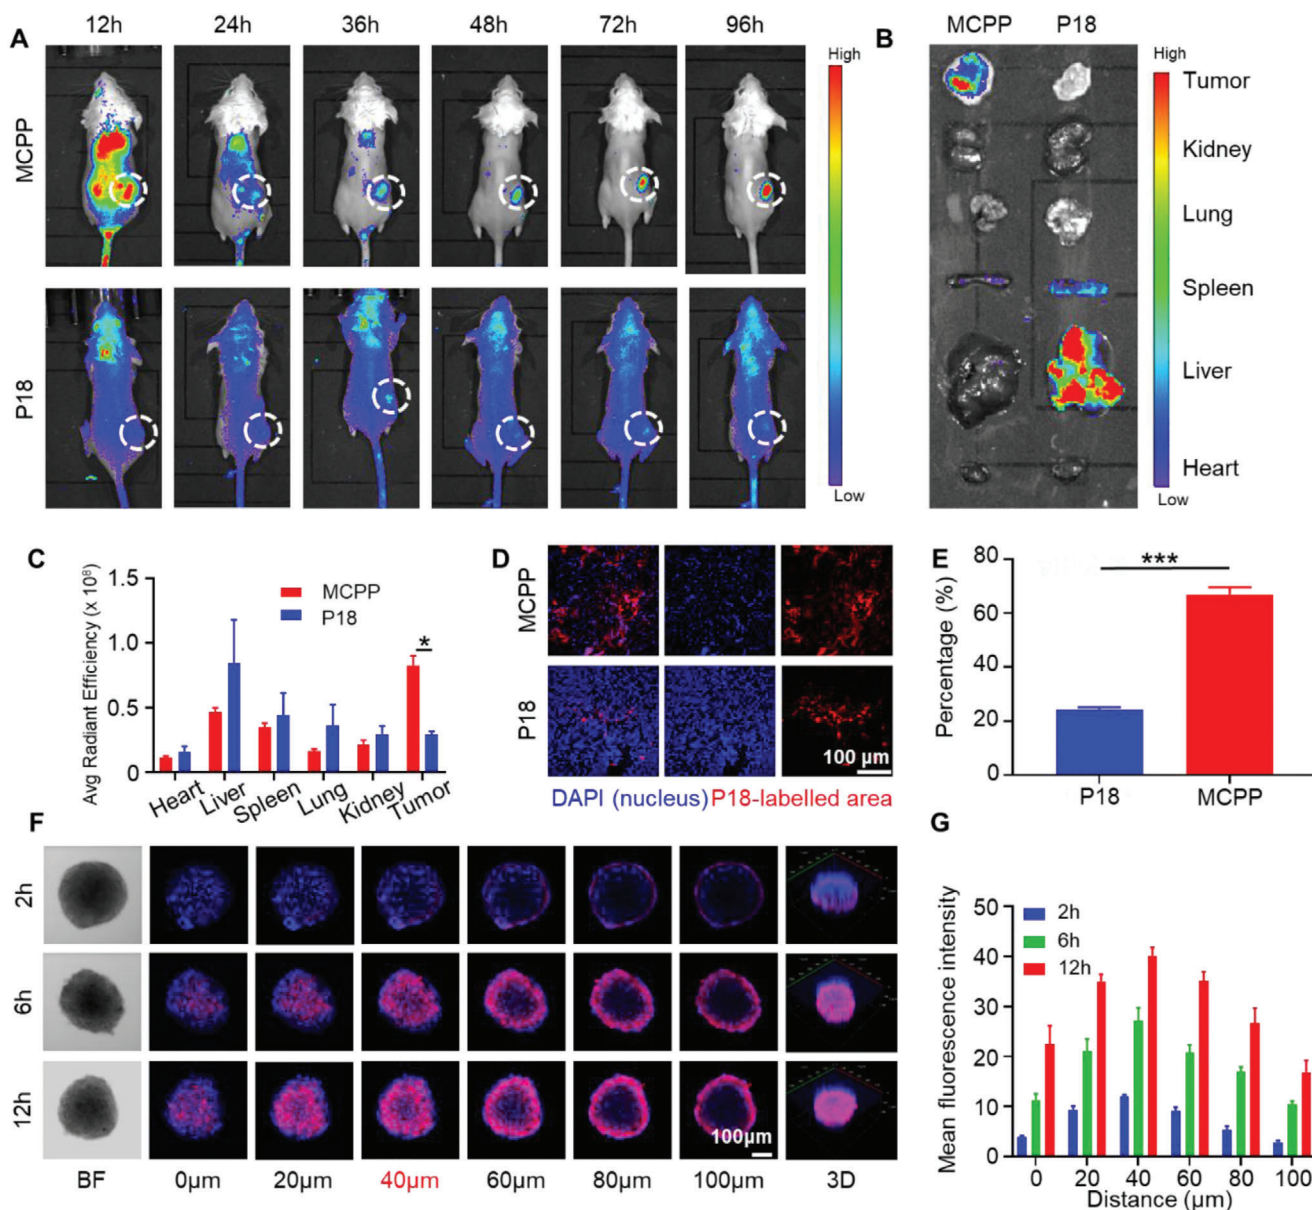 A
12h 24h 36h 48h 72h 96h
MCPP
P18
High
Low
B
MCPP P18
High
Low
Tumor
Kidney
Lung
Spleen
Liver
Heart
C
Avg Radiant Efficiency (x 10⁸)
1.5
1.0
0.5
0
MCPP
P18
*
Heart Liver Spleen Lung Kidney Tumor
D
MCPP
P18
100 µm
DAPI (nucleus) P18-labelled area
E
Percentage (%)
80
60
40
20
0
***
P18 MCPP
F
2h
6h
12h
100µm
BF 0µm 20µm 40µm 60µm 80µm 100µm 3D
G
Mean fluorescence intensity
50
40
30
20
10
0
2h
6h
12h
0 20 40 60 80 100
Distance (µm)